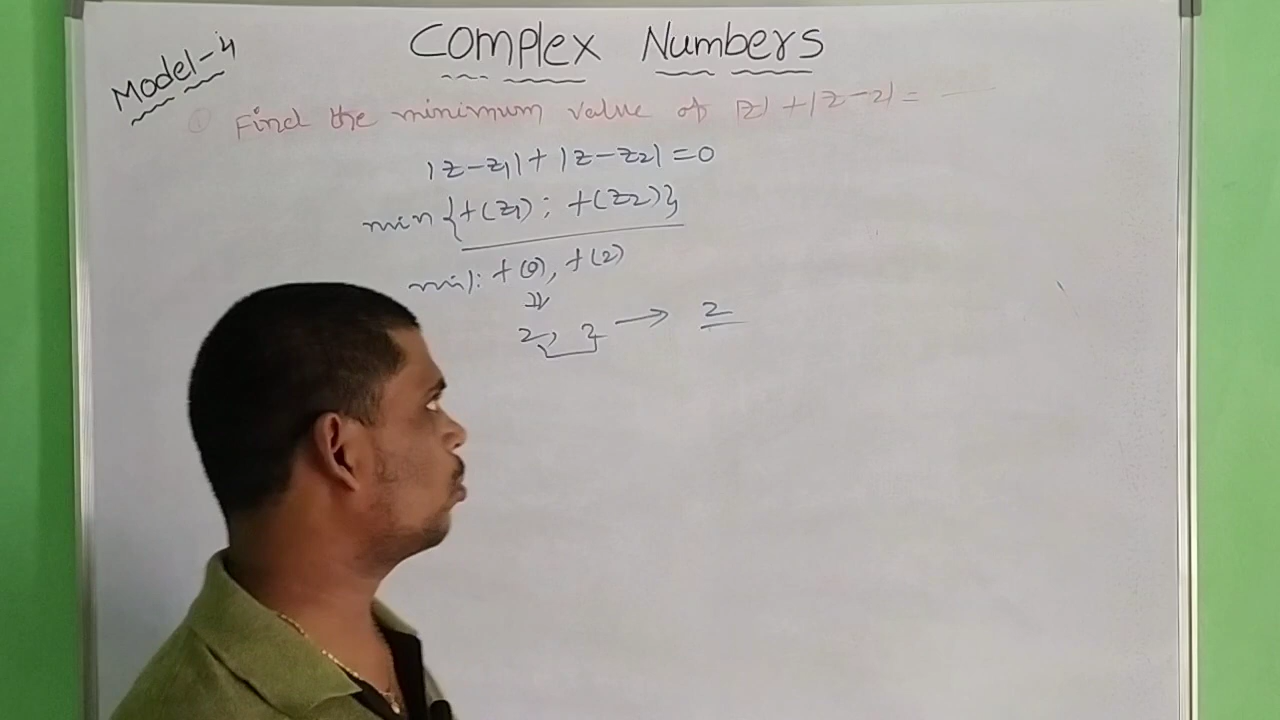 Complex Numbers
Model-4
① Find the minimum value of |z| + |z-2| = —
|z-z1| + |z-z2| = 0
min {f(z1); f(z2)}
min: f(0), f(2)
⇓
2, 2 → 2